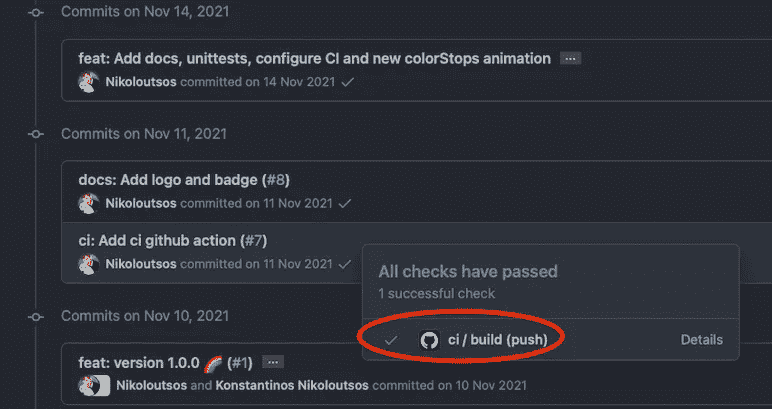 Commits on Nov 14, 2021
feat: Add docs, unittests, configure CI and new colorStops animation ...
Nikoloutsos committed on 14 Nov 2021 ✓
Commits on Nov 11, 2021
docs: Add logo and badge (#8)
Nikoloutsos committed on 11 Nov 2021 ✓
ci: Add ci github action (#7)
Nikoloutsos committed on 11 Nov 2021 ✓
All checks have passed
1 successful check
✓ ci / build (push) Details
Commits on Nov 10, 2021
feat: version 1.0.0 🌈 (#1) ...
Nikoloutsos and Konstantinos Nikoloutsos committed on 10 Nov 2021